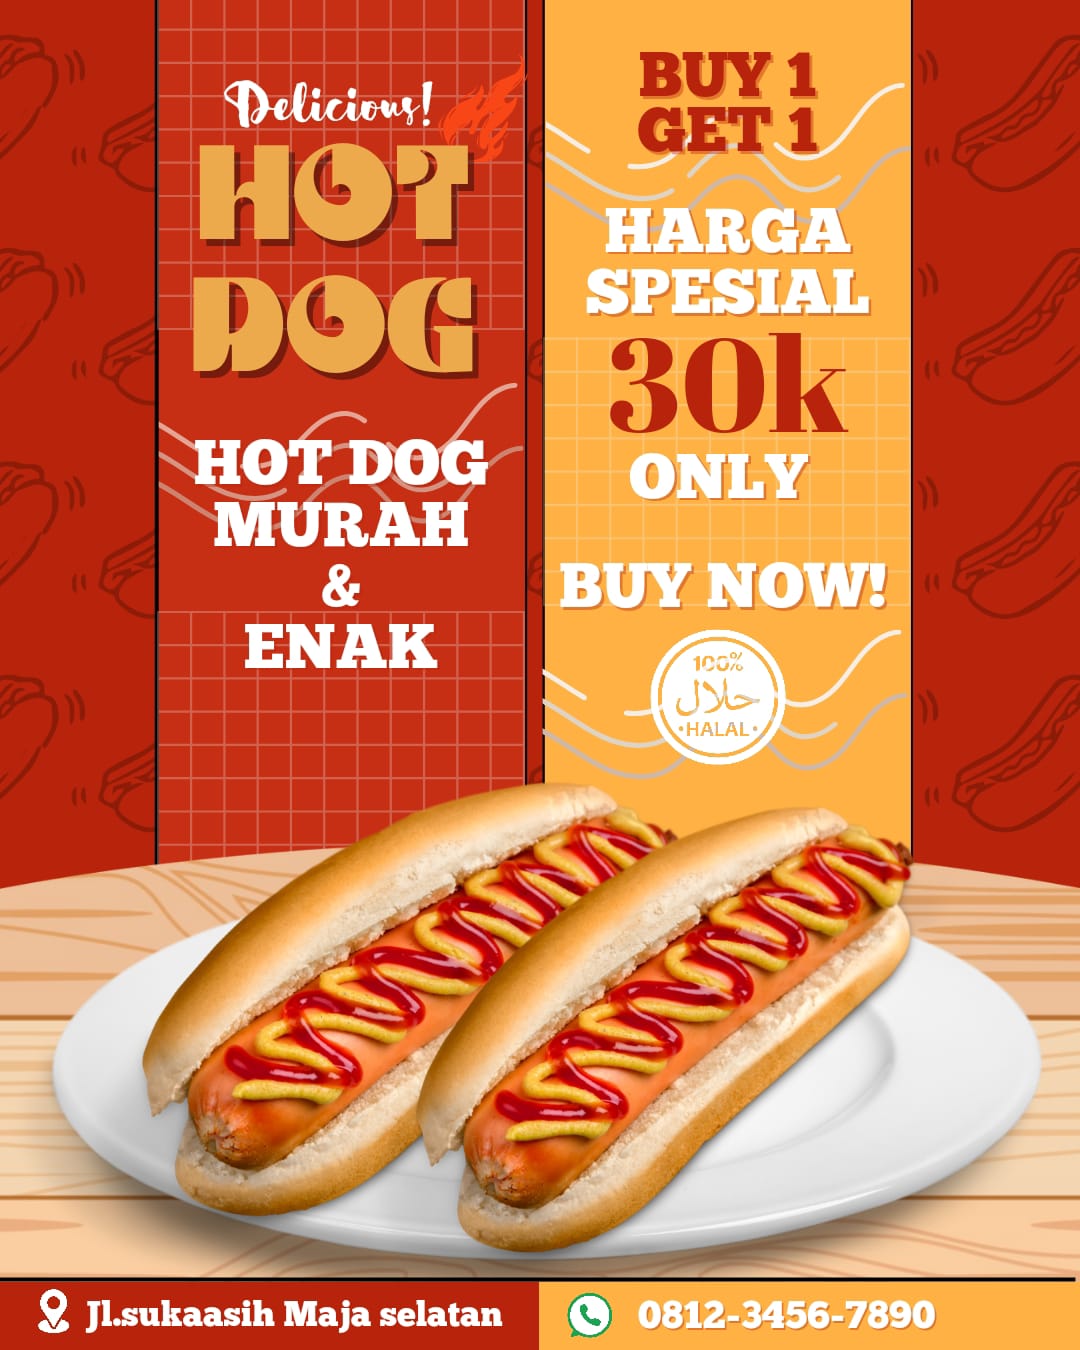 Delicious!
HOT
DOG
HOT DOG
MURAH
&
ENAK
BUY 1
GET 1
HARGA
SPESIAL
30k
ONLY
BUY NOW!
100%
حلال
•HALAL•
Jl.sukaasih Maja selatan
0812-3456-7890